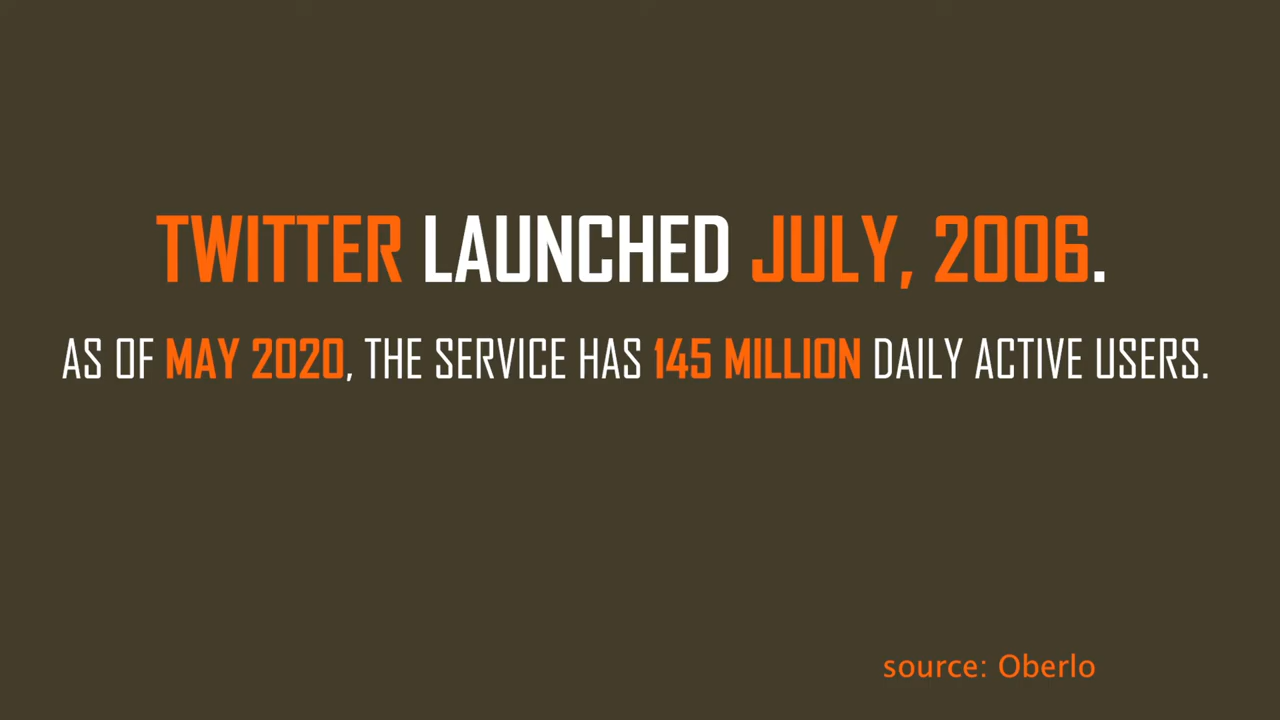 TWITTER LAUNCHED JULY, 2006.
AS OF MAY 2020, THE SERVICE HAS 145 MILLION DAILY ACTIVE USERS.
source: Oberlo